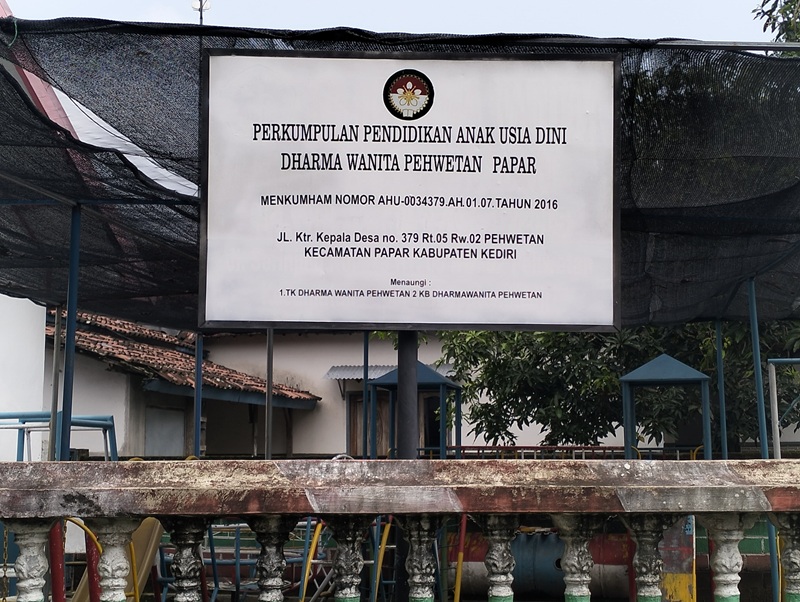 PERKUMPULAN PENDIDIKAN ANAK USIA DINI
DHARMA WANITA PEHWETAN PAPAR
MENKUMHAM NOMOR AHU-0034379.AH.01.07.TAHUN 2016
JL. Ktr. Kepala Desa no. 379 Rt.05 Rw.02 PEHWETAN
KECAMATAN PAPAR KABUPATEN KEDIRI
Menaungi :
1.TK DHARMA WANITA PEHWETAN 2 KB DHARMAWANITA PEHWETAN